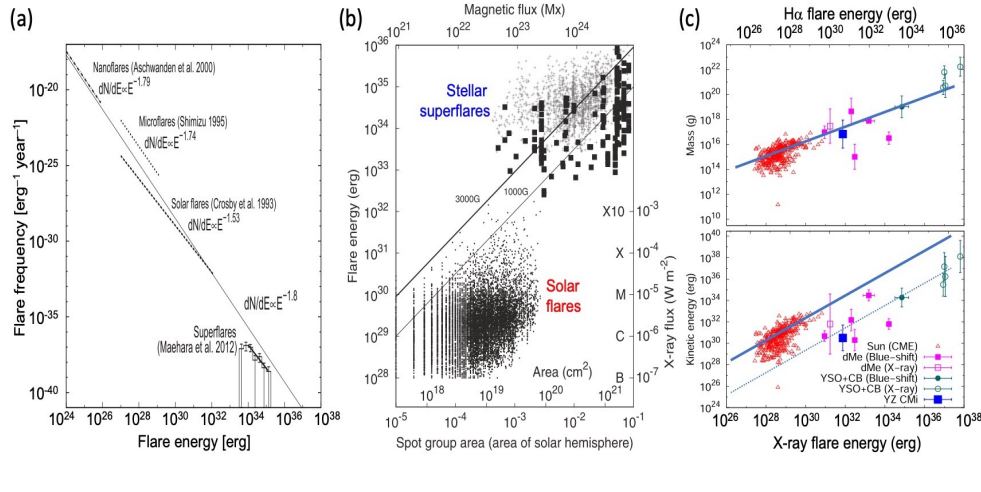 (a)
10^-20
10^-25
10^-30
10^-35
10^-40
Flare frequency [erg^-1 year^-1]
Nanoflares (Aschwanden et al. 2000)
dN/dE∝E^-1.79
Microflares (Shimizu 1995)
dN/dE∝E^-1.74
Solar flares (Crosby et al. 1993)
dN/dE∝E^-1.53
dN/dE∝E^-1.8
Superflares
(Maehara et al. 2012)
10^24 10^26 10^28 10^30 10^32 10^34 10^36 10^38
Flare energy [erg]
(b)
Magnetic flux (Mx)
10^21 10^22 10^23 10^24
10^36
10^35
10^34
10^33
10^32
10^31
10^30
10^29
10^28
Flare energy (erg)
Stellar
superflares
3000G
1000G
Solar
flares
X10 10^-3
X 10^-4
M 10^-5
C 10^-6
B 10^-7
X-ray flux (W m^-2)
Area (cm^2)
10^18 10^19 10^20 10^21
10^-5 10^-4 10^-3 10^-2 10^-1
Spot group area (area of solar hemisphere)
(c)
Hα flare energy (erg)
10^26 10^28 10^30 10^32 10^34 10^36
10^24
10^22
10^20
10^18
10^16
10^14
10^12
10^10
Mass (g)
10^40
10^38
10^36
10^34
10^32
10^30
10^28
10^26
10^24
Kinetic energy (erg)
Sun (CME)
dMe (Blue-shift)
dMe (X-ray)
YSO+CB (Blue-shift)
YSO+CB (X-ray)
YZ CMi
10^26 10^28 10^30 10^32 10^34 10^36 10^38
X-ray flare energy (erg)